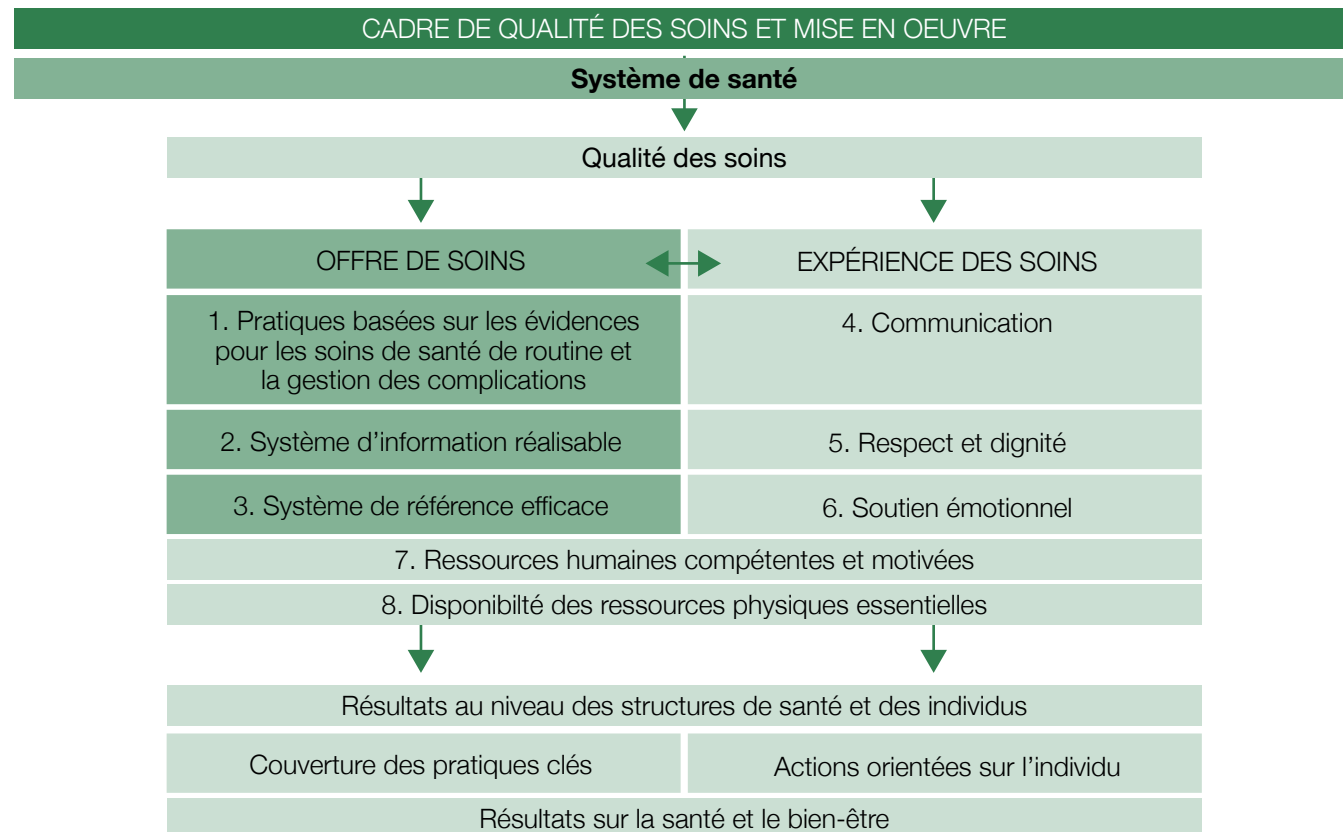 CADRE DE QUALITÉ DES SOINS ET MISE EN OEUVRE
Système de santé
Qualité des soins
OFFRE DE SOINS
EXPÉRIENCE DES SOINS
1. Pratiques basées sur les évidences
pour les soins de santé de routine et
la gestion des complications
4. Communication
2. Système d'information réalisable
5. Respect et dignité
3. Système de référence efficace
6. Soutien émotionnel
7. Ressources humaines compétentes et motivées
8. Disponibilté des ressources physiques essentielles
Résultats au niveau des structures de santé et des individus
Couverture des pratiques clés
Actions orientées sur l'individu
Résultats sur la santé et le bien-être